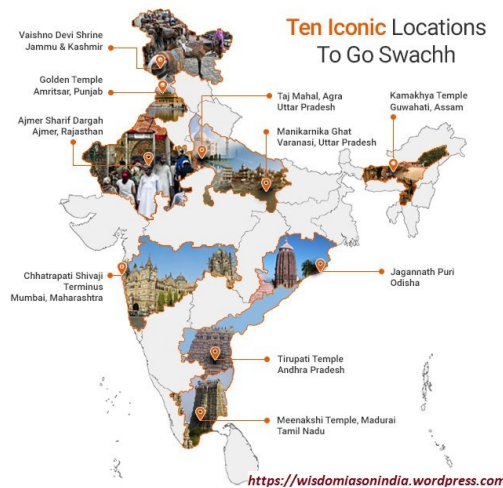 Ten Iconic Locations
To Go Swachh
Vaishno Devi Shrine
Jammu & Kashmir
Golden Temple
Amritsar, Punjab
Ajmer Sharif Dargah
Ajmer, Rajasthan
Taj Mahal, Agra
Uttar Pradesh
Manikarnika Ghat
Varanasi, Uttar Pradesh
Kamakhya Temple
Guwahati, Assam
Chhatrapati Shivaji
Terminus
Mumbai, Maharashtra
Jagannath Puri
Odisha
Tirupati Temple
Andhra Pradesh
Meenakshi Temple, Madurai
Tamil Nadu
https://wisdomiasonindia.wordpress.com